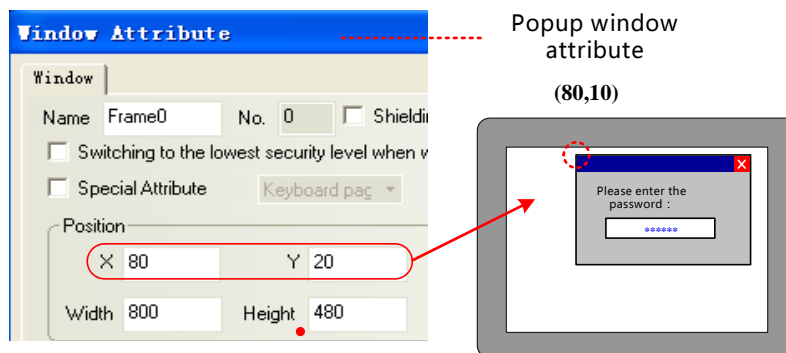 Window Attribute
Popup window
attribute
Window
(80,10)
Name Frame0 No. 0 Shieldi
Switching to the lowest security level when w
Special Attribute Keyboard pag
Please enter the
password :
******
Position
X 80 Y 20
Width 800 Height 480